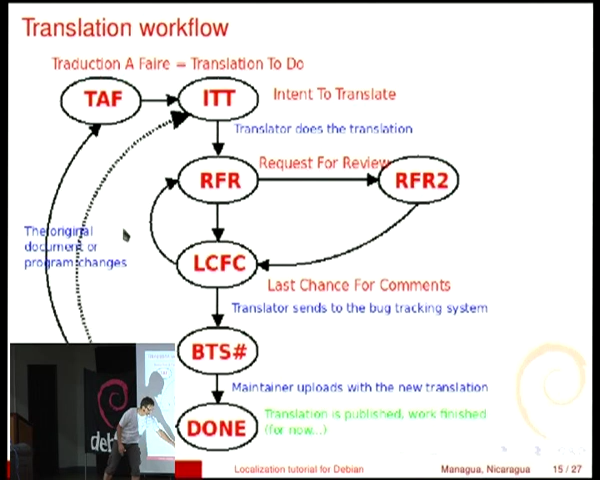 Translation workflow
Traduction A Faire = Translation To Do
TAF
ITT
Intent To Translate
Translator does the translation
Request For Review
RFR
RFR2
The original
document or
program changes
LCFC
Last Chance For Comments
Translator sends to the bug tracking system
BTS#
Maintainer uploads with the new translation
DONE
Translation is published, work finished
(for now...)
deb
Localization tutorial for Debian
Managua, Nicaragua
15 / 27